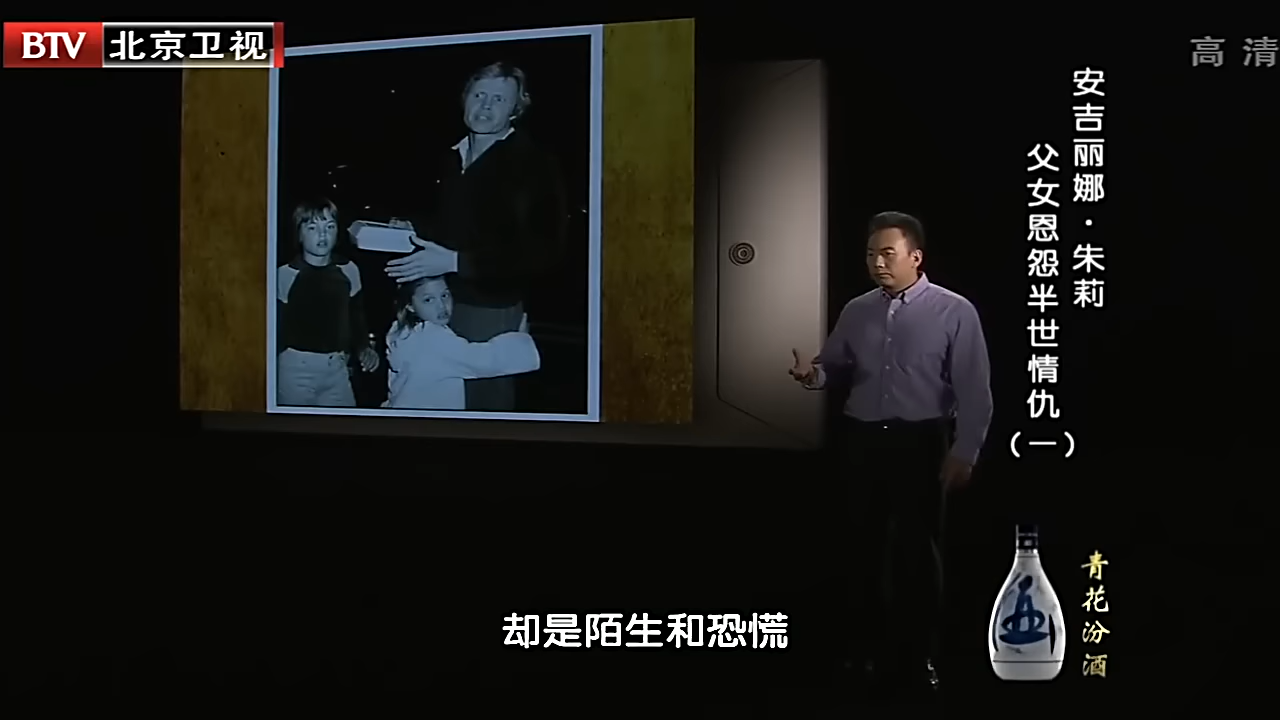 BTV 北京卫视
高清
安吉丽娜·朱莉
父女恩怨半世情仇
(一)
青花汾酒
却是陌生和恐慌